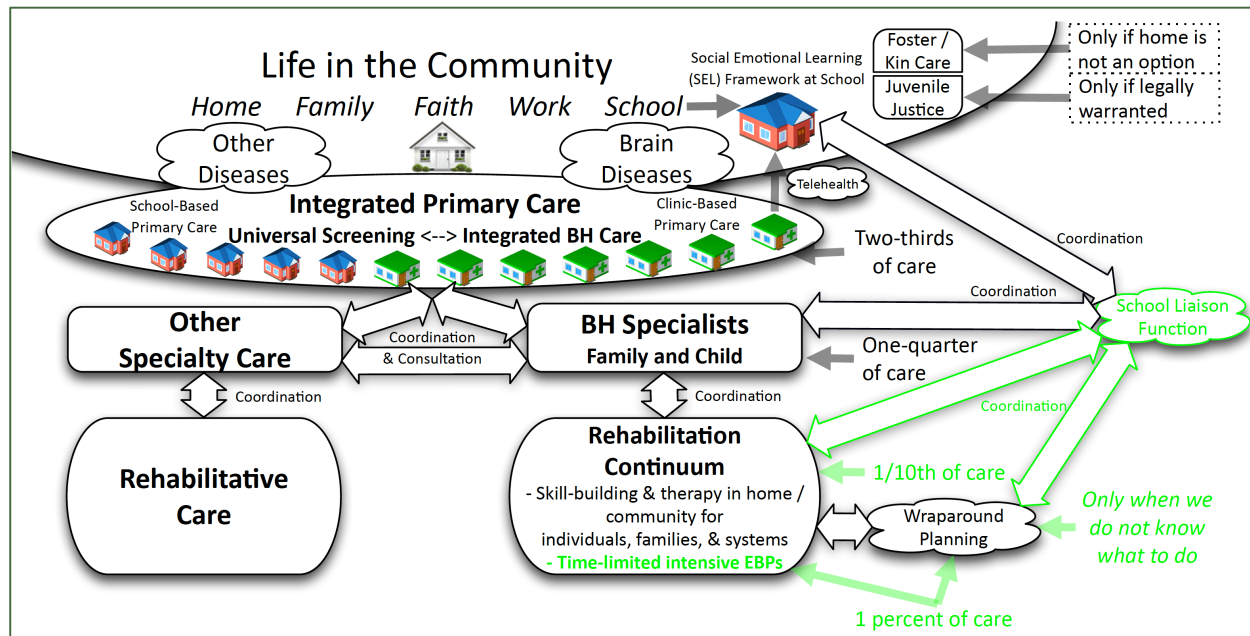 Life in the Community
Home Family Faith Work School
Social Emotional Learning
(SEL) Framework at School
Foster /
Kin Care
Juvenile
Justice
Only if home is
not an option
Only if legally
warranted
Other
Diseases
Brain
Diseases
Telehealth
School-Based
Primary Care
Integrated Primary Care
Clinic-Based
Primary Care
Universal Screening <--> Integrated BH Care
Two-thirds
of care
Coordination
Other
Specialty Care
Coordination
& Consultation
BH Specialists
Family and Child
Coordination
School Liaison
Function
One-quarter
of care
Coordination
Coordination
Coordination
Rehabilitative
Care
Rehabilitation
Continuum
- Skill-building & therapy in home /
community for
individuals, families, & systems
- Time-limited intensive EBPs
1/10th of care
Wraparound
Planning
Only when we
do not know
what to do
1 percent of care